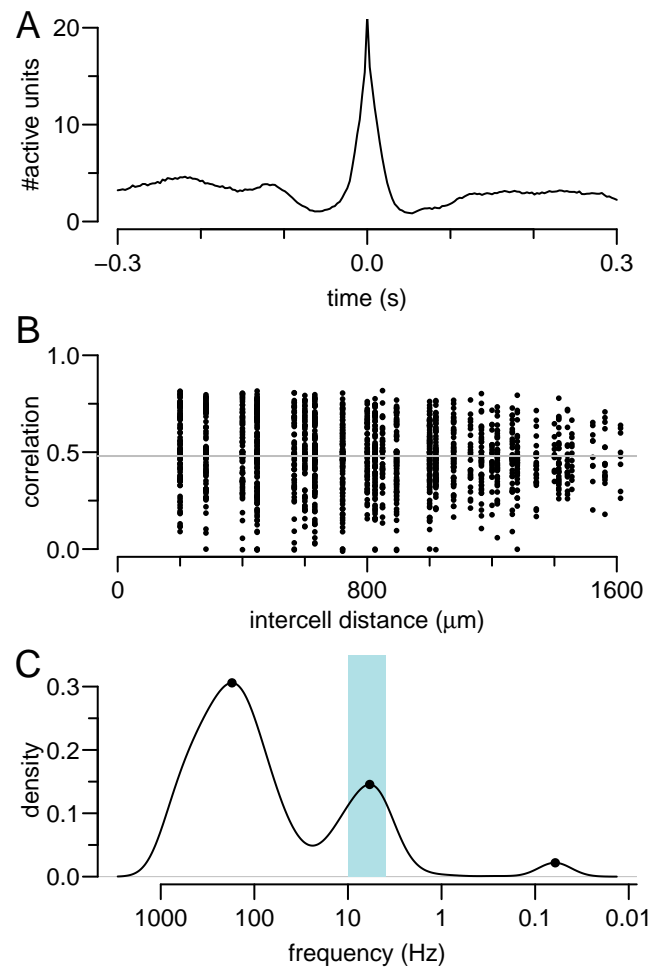 A
20
10
0
#active units
−0.3 0.0 0.3
time (s)
B
1.0
0.5
0.0
correlation
0 800 1600
intercell distance (μm)
C
0.3
0.2
0.1
0.0
density
1000 100 10 1 0.1 0.01
frequency (Hz)